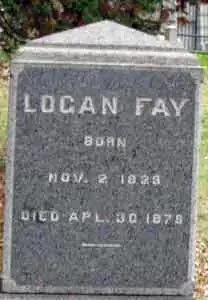 LOGAN FAY
BORN
NOV. 2 1823
DIED APL. 30. 1879